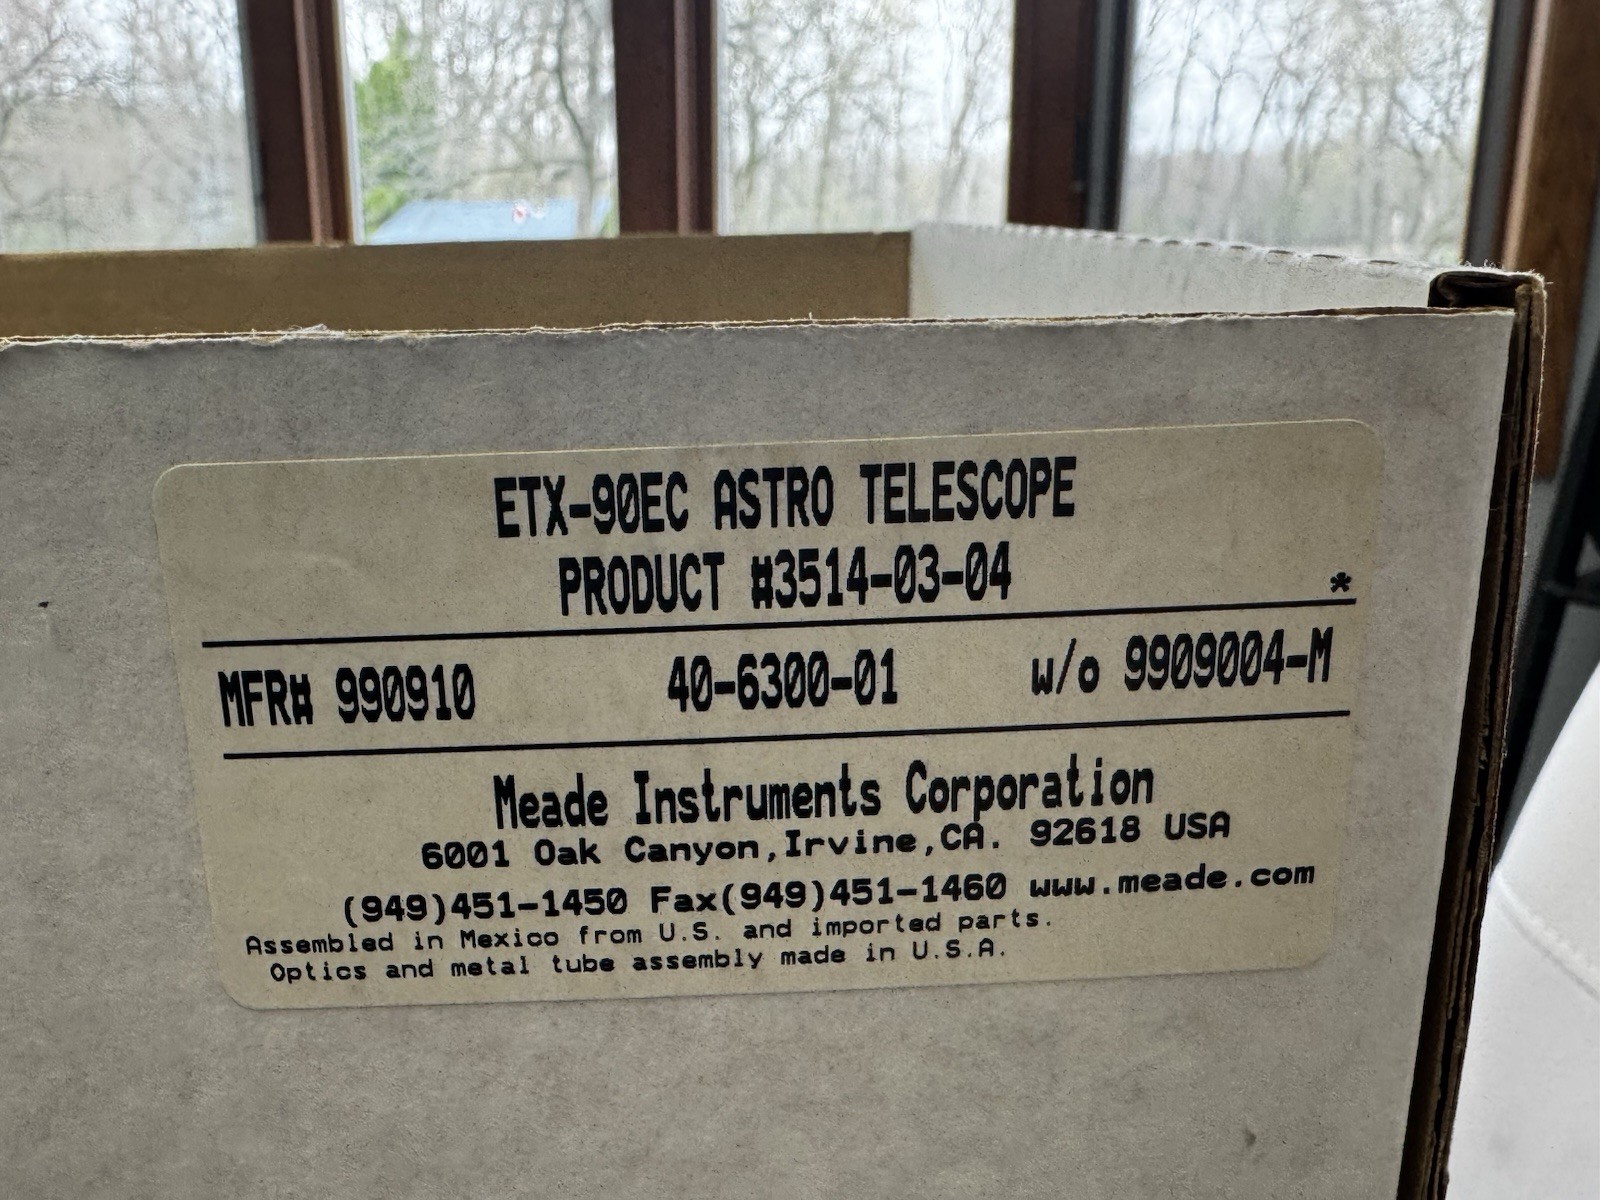 ETX-90EC ASTRO TELESCOPE
PRODUCT #3514-03-04 *
MFR# 990910 40-6300-01 w/o 9909004-M
Meade Instruments Corporation
6001 Oak Canyon,Irvine,CA. 92618 USA
(949)451-1450 Fax(949)451-1460 www.meade.com
Assembled in Mexico from U.S. and imported parts.
Optics and metal tube assembly made in U.S.A.